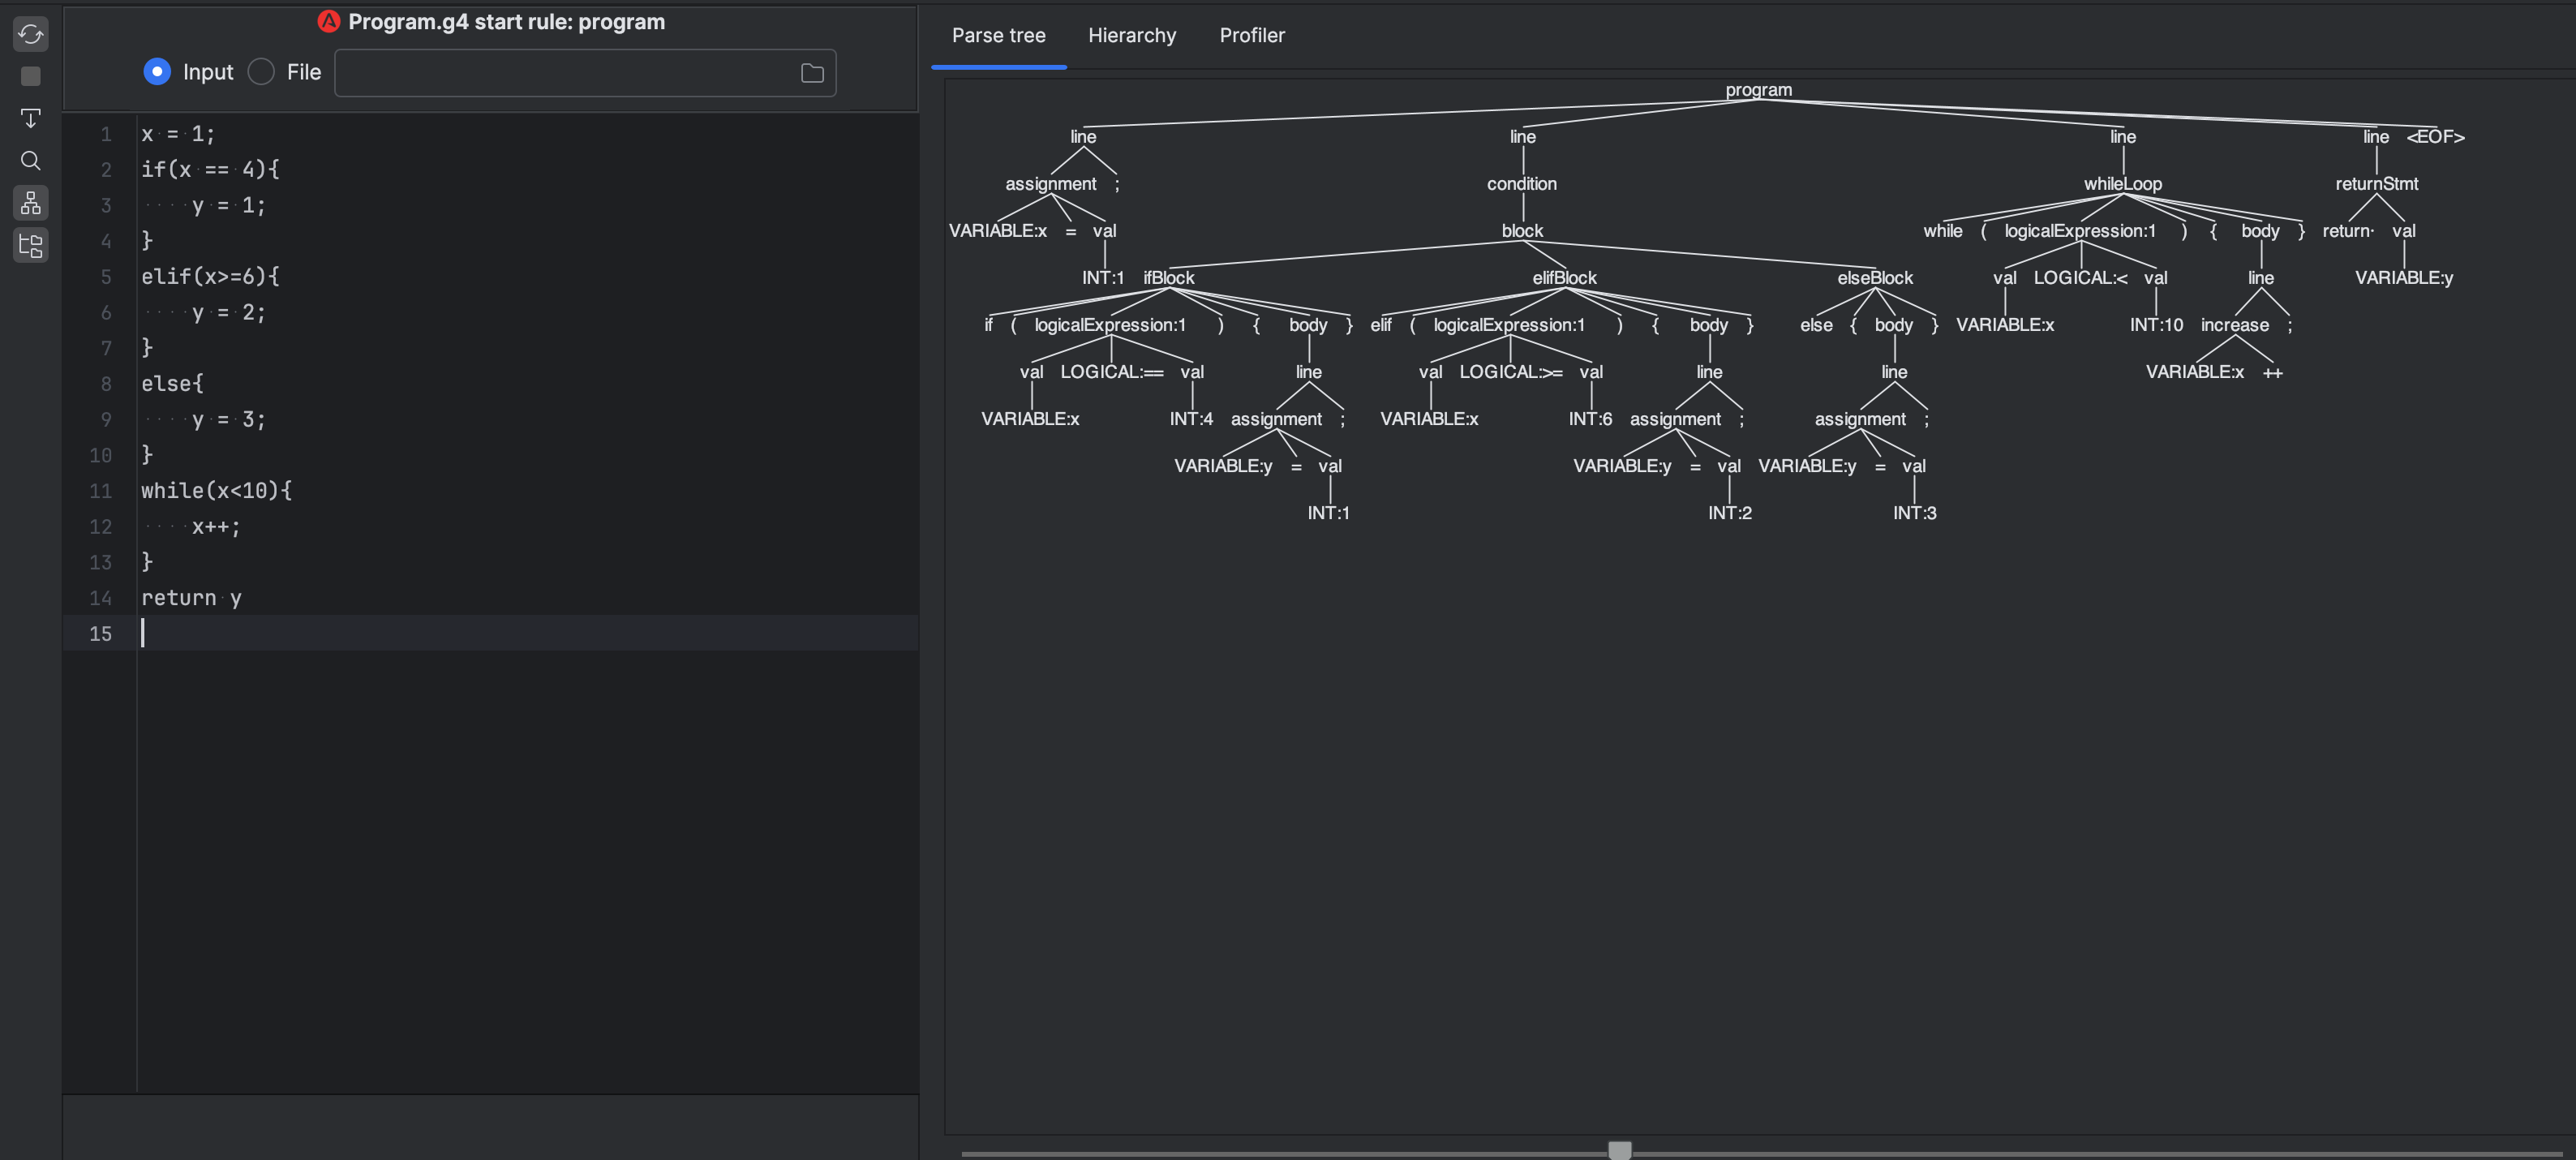 Program.g4 start rule: program
Input File
1 x = 1;
2 if(x == 4){
3     y = 1;
4 }
5 elif(x>=6){
6     y = 2;
7 }
8 else{
9     y = 3;
10 }
11 while(x<10){
12     x++;
13 }
14 return y
15
Parse tree Hierarchy Profiler
program
line line line line <EOF>
assignment ; condition whileLoop returnStmt
VARIABLE:x = val block while ( logicalExpression:1 ) { body } return· val
INT:1 ifBlock elifBlock elseBlock val LOGICAL:< val line VARIABLE:y
if ( logicalExpression:1 ) { body } elif ( logicalExpression:1 ) { body } else { body } VARIABLE:x INT:10 increase ;
val LOGICAL:== val line val LOGICAL:>= val line line VARIABLE:x ++
VARIABLE:x INT:4 assignment ; VARIABLE:x INT:6 assignment ; assignment ;
VARIABLE:y = val VARIABLE:y = val VARIABLE:y = val
INT:1 INT:2 INT:3